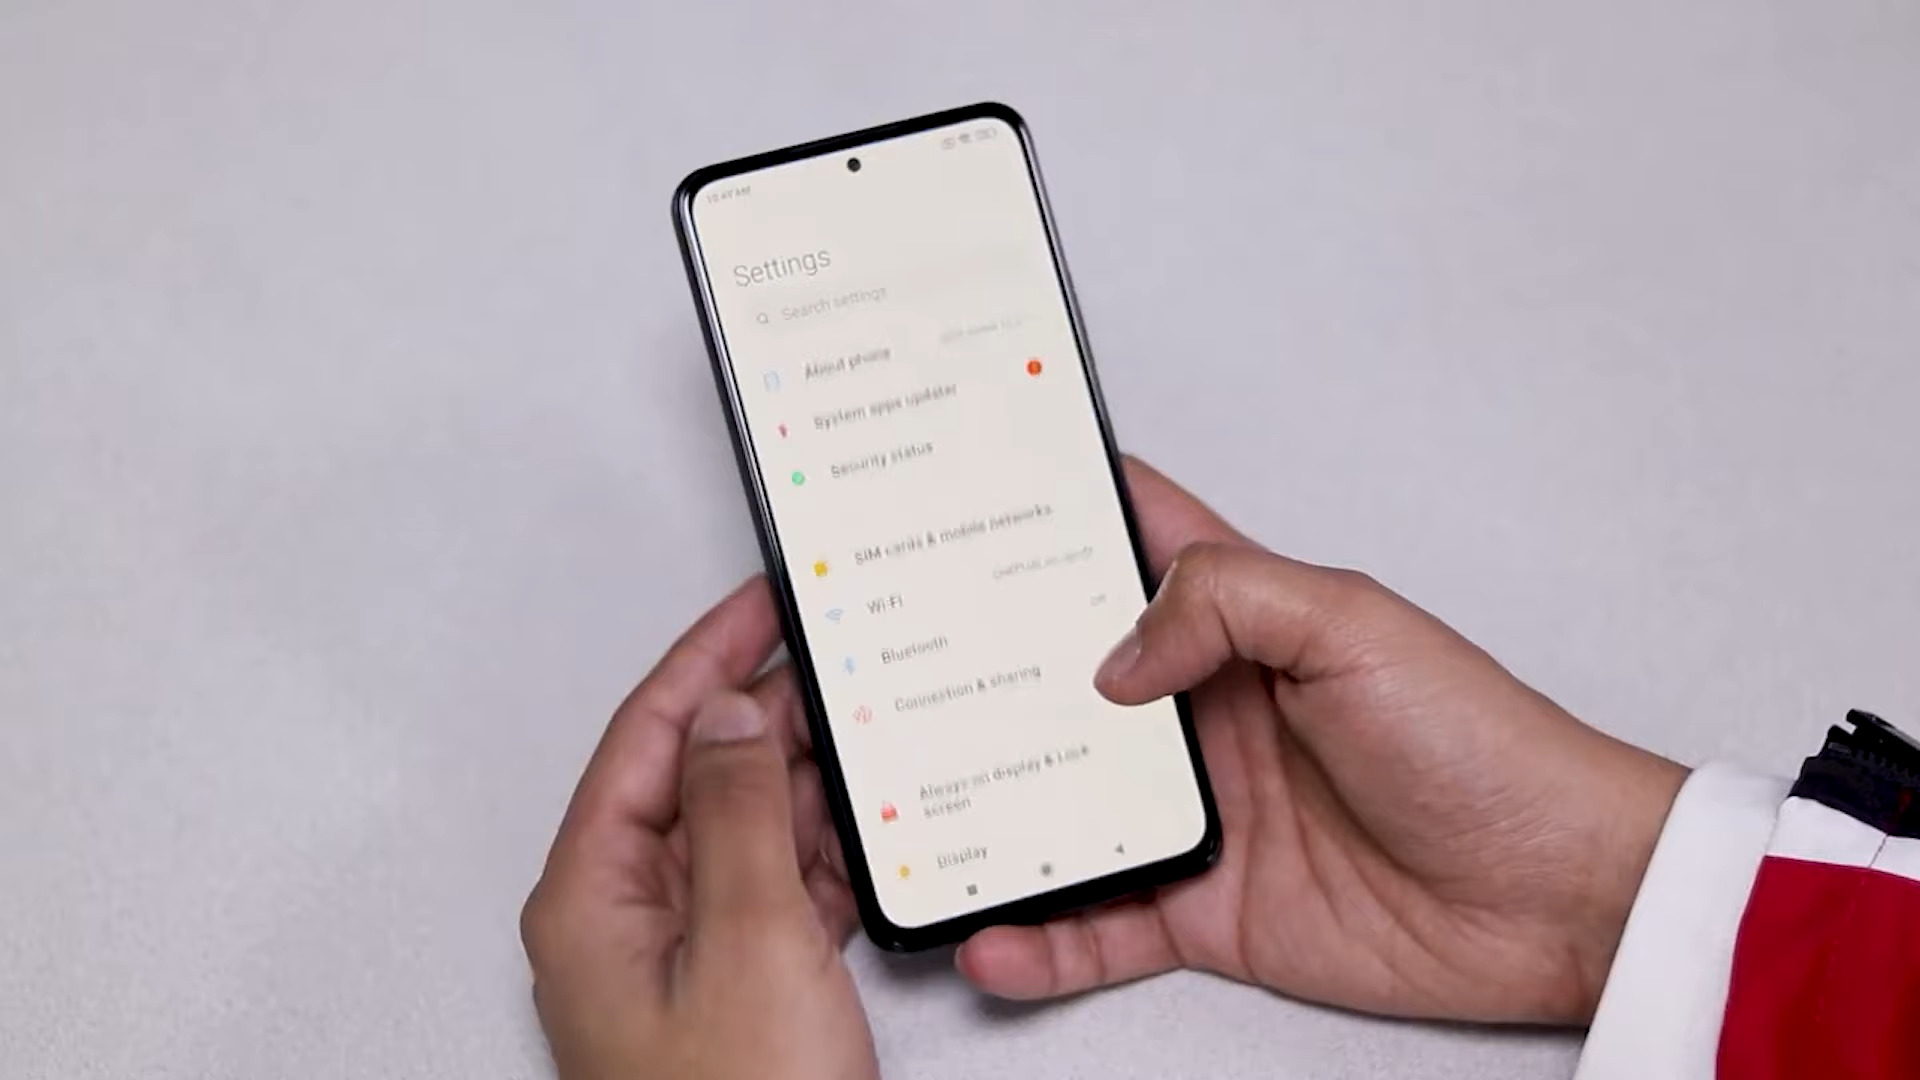 Settings
Search settings
About phone
System apps updater
Security status
SIM cards & mobile networks
Wi-Fi
Bluetooth
Off
Connection & sharing
Always-on display & Lock
screen
Display